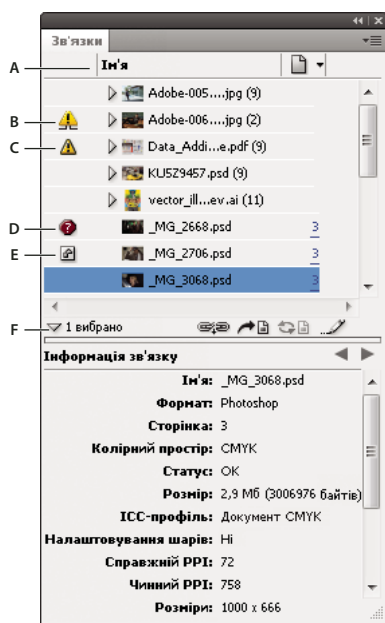 Зв'язки
A
Ім'я
Adobe-005....jpg (9)
B
Adobe-006....jpg (2)
C
Data_Addi...e.pdf (9)
KU5Z9457.psd (9)
vector_ill...ev.ai (11)
D
_MG_2668.psd 3
E
_MG_2706.psd 3
_MG_3068.psd 3
F
1 вибрано
Інформація зв'язку
Ім'я: _MG_3068.psd
Формат: Photoshop
Сторінка: 3
Колірний простір: CMYK
Статус: OK
Розмір: 2,9 Мб (3006976 байтів)
ICC-профіль: Документ CMYK
Налаштовування шарів: Ні
Справжній PPI: 72
Чинний PPI: 758
Розміри: 1000 x 666